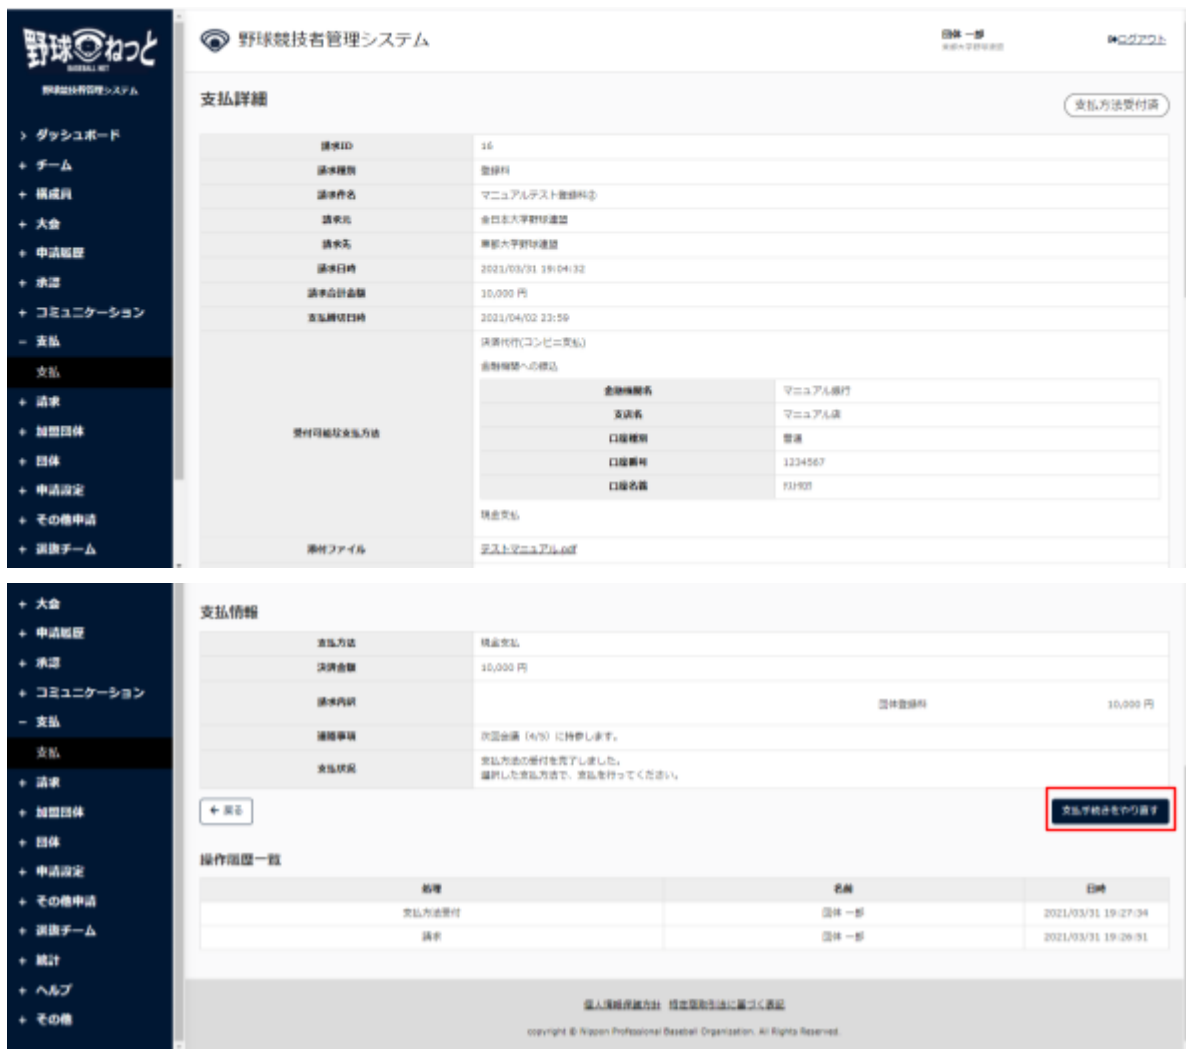 野球ねっと
BASEBALL NET
野球競技者管理システム
野球競技者管理システム
団体 一部
東都大学野球連盟
ログアウト
支払詳細
支払方法受付済
> ダッシュボード
+ チーム
+ 構成員
+ 大会
+ 申請履歴
+ 承認
+ コミュニケーション
− 支払
支払
+ 請求
+ 加盟団体
+ 団体
+ 申請設定
+ その他申請
+ 選抜チーム
請求ID 16
請求種別 登録料
請求件名 マニュアルテスト登録料②
請求元 全日本大学野球連盟
請求先 東都大学野球連盟
請求日時 2021/03/31 19:04:32
請求合計金額 10,000 円
支払締切日時 2021/04/02 23:59
受付可能な支払方法
決済代行(コンビニ支払)
金融機関への振込
金融機関名 マニュアル銀行
支店名 マニュアル店
口座種別 普通
口座番号 1234567
口座名義
現金支払
添付ファイル テストマニュアル.pdf
+ 大会
+ 申請履歴
+ 承認
+ コミュニケーション
− 支払
支払
+ 請求
+ 加盟団体
+ 団体
+ 申請設定
+ その他申請
+ 選抜チーム
+ 統計
+ ヘルプ
+ その他
支払情報
支払方法 現金支払
決済金額 10,000 円
請求内訳 団体登録料 10,000 円
連絡事項 次回会議（4/5）に持参します。
支払状況 支払方法の受付を完了しました。
選択した支払方法で、支払を行ってください。
← 戻る
支払手続きをやり直す
操作履歴一覧
処理 名前 日時
支払方法受付 団体 一部 2021/03/31 19:27:34
請求 団体 一部 2021/03/31 19:26:51
個人情報保護方針 特定商取引法に基づく表記
copyright © Nippon Professional Baseball Organization. All Rights Reserved.